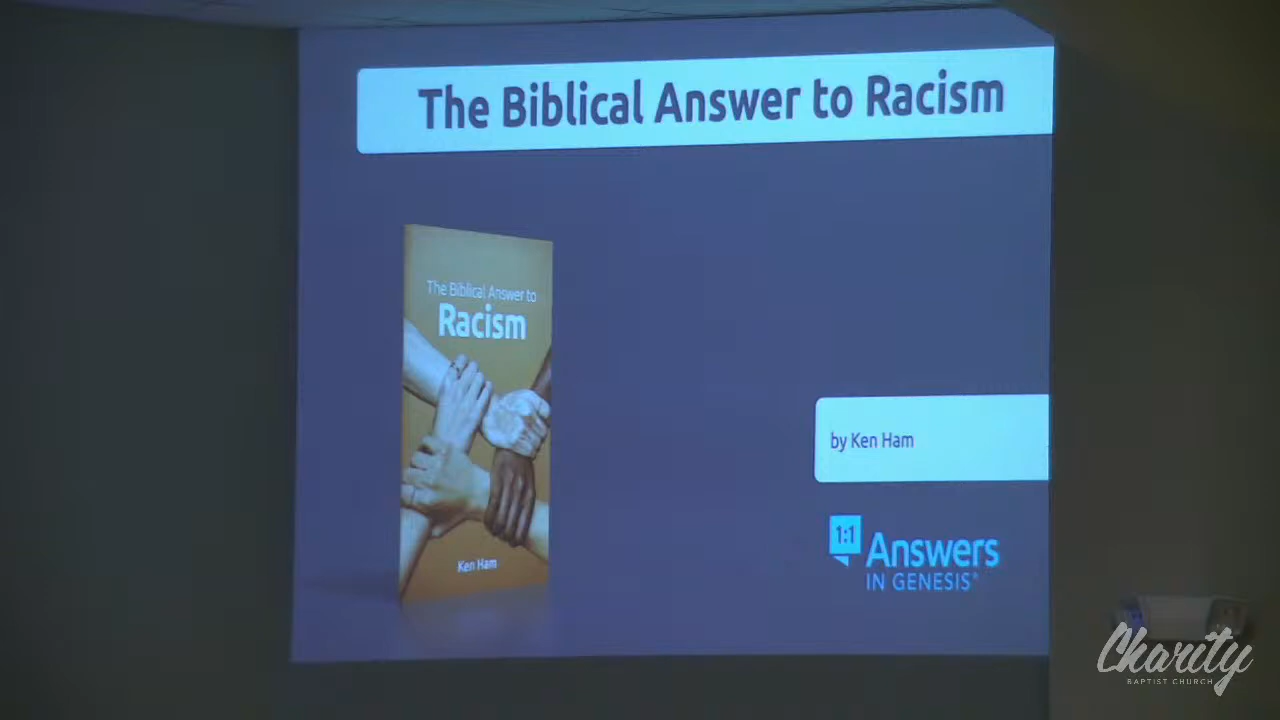 The Biblical Answer to Racism
The Biblical Answer to
Racism
Ken Ham
by Ken Ham
1:1
Answers
IN GENESIS®
Charity
BAPTIST CHURCH